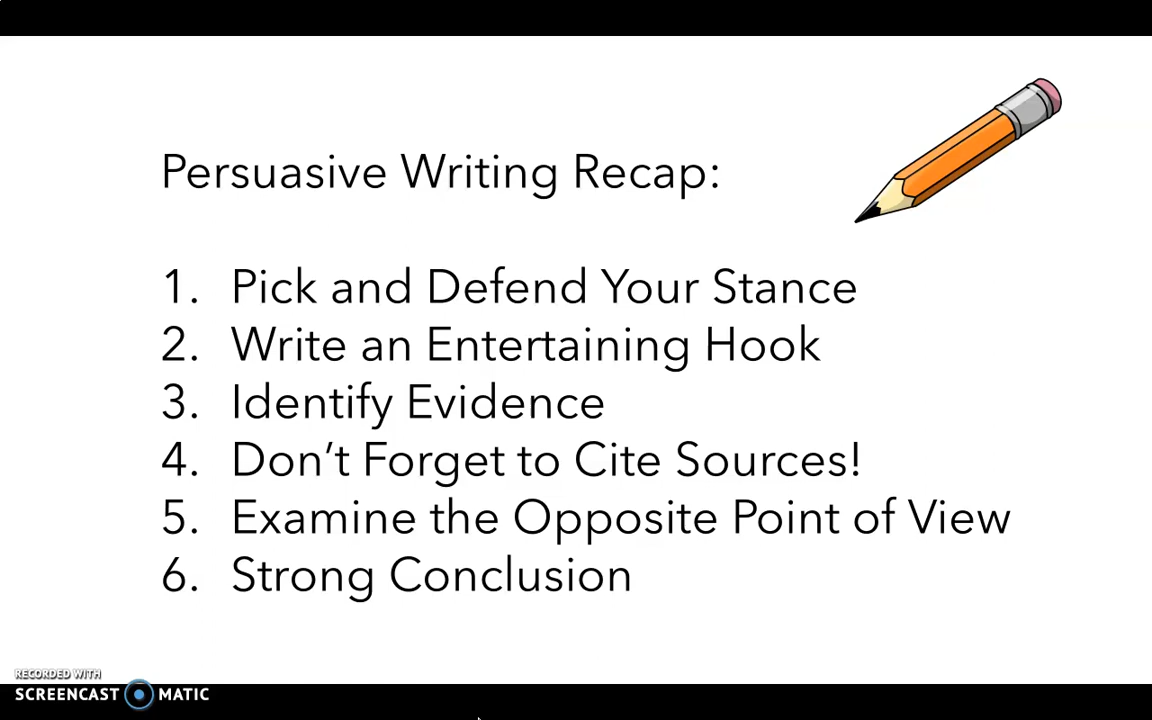 Persuasive Writing Recap:
1. Pick and Defend Your Stance
2. Write an Entertaining Hook
3. Identify Evidence
4. Don’t Forget to Cite Sources!
5. Examine the Opposite Point of View
6. Strong Conclusion
RECORDED WITH
SCREENCAST MATIC